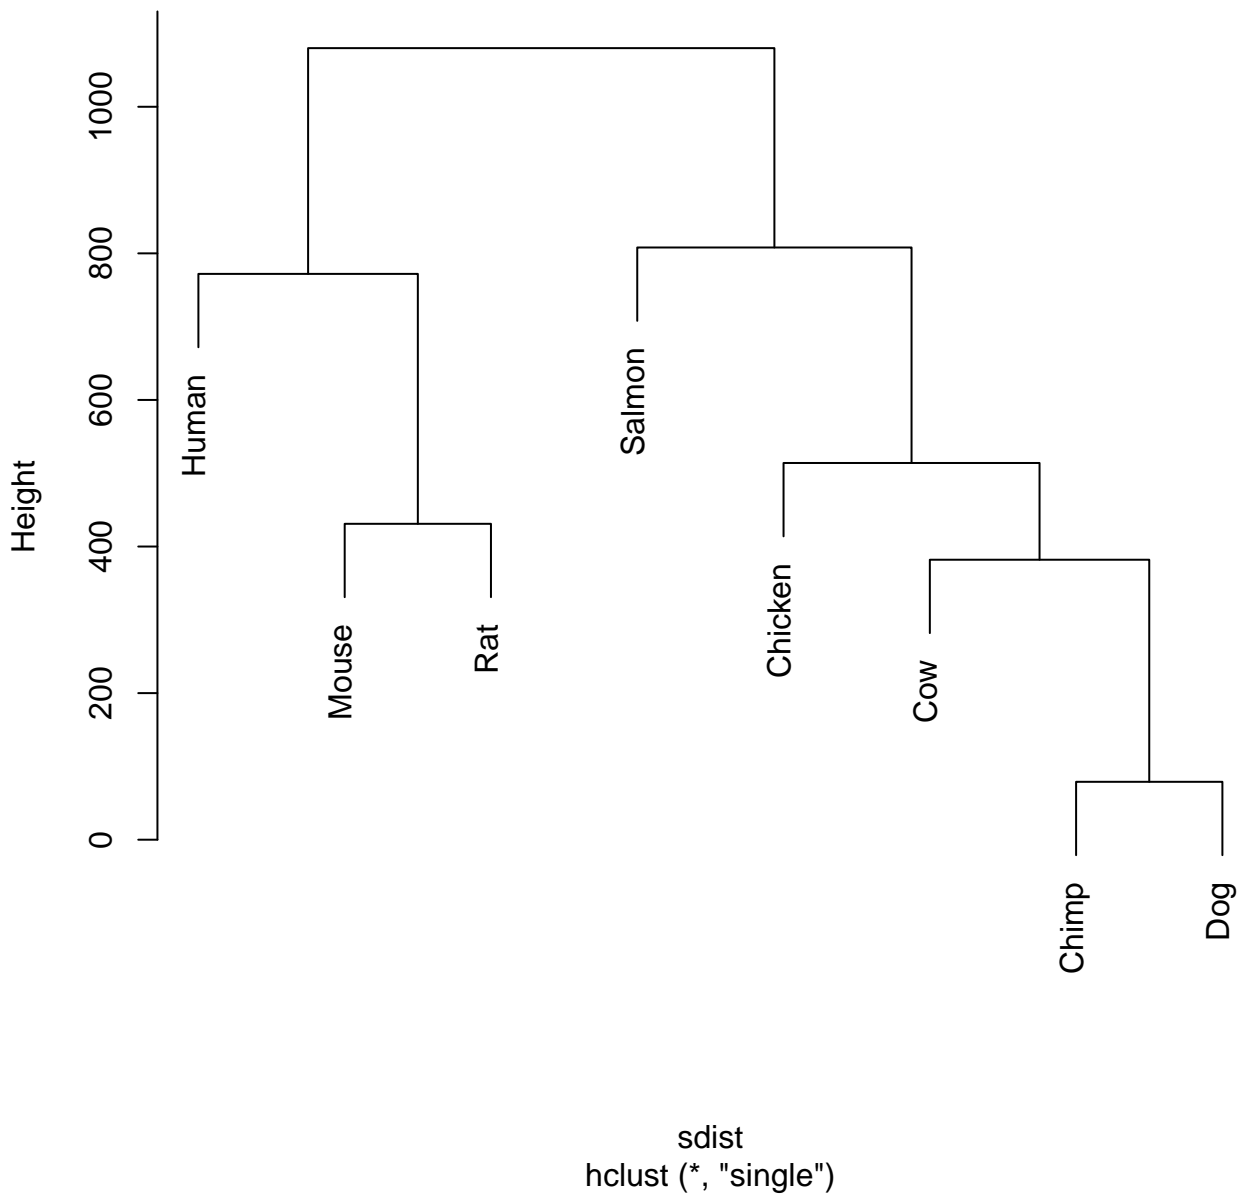 Height
1000
800
600
400
200
0
Human
Mouse
Rat
Salmon
Chicken
Cow
Chimp
Dog
sdist
hclust (*, "single")